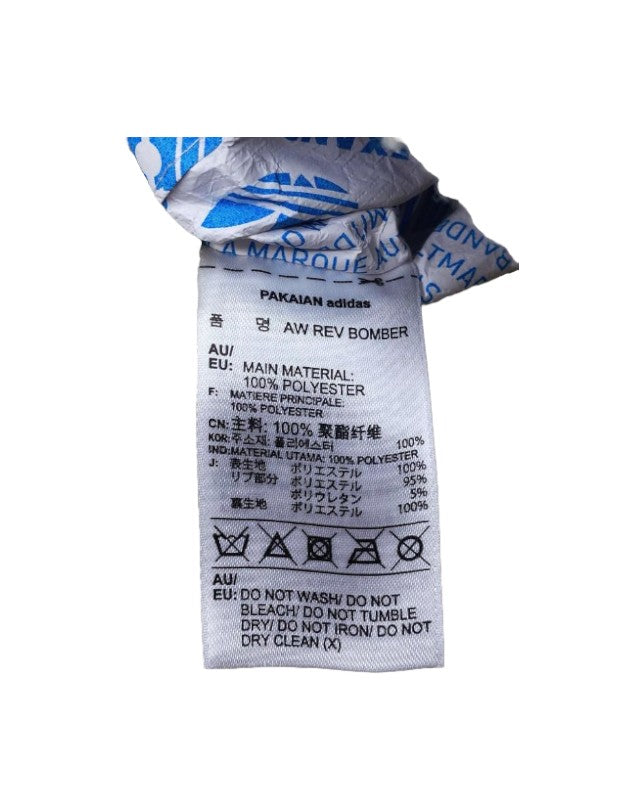 LA MARQUE AU
PAKAIAN adidas
품 명 AW REV BOMBER
AU/
EU: MAIN MATERIAL:
100% POLYESTER
F: MATIERE PRINCIPALE:
100% POLYESTER
CN: 主料: 100% 聚酯纤维
KOR: 주소재: 폴리에스터 100%
IND: MATERIAL UTAMA: 100% POLYESTER
J: 表生地 ポリエステル 100%
リブ部分 ポリエステル 95%
ポリウレタン 5%
裏生地 ポリエステル 100%
AU/
EU: DO NOT WASH/ DO NOT
BLEACH/ DO NOT TUMBLE
DRY/ DO NOT IRON/ DO NOT
DRY CLEAN (X)